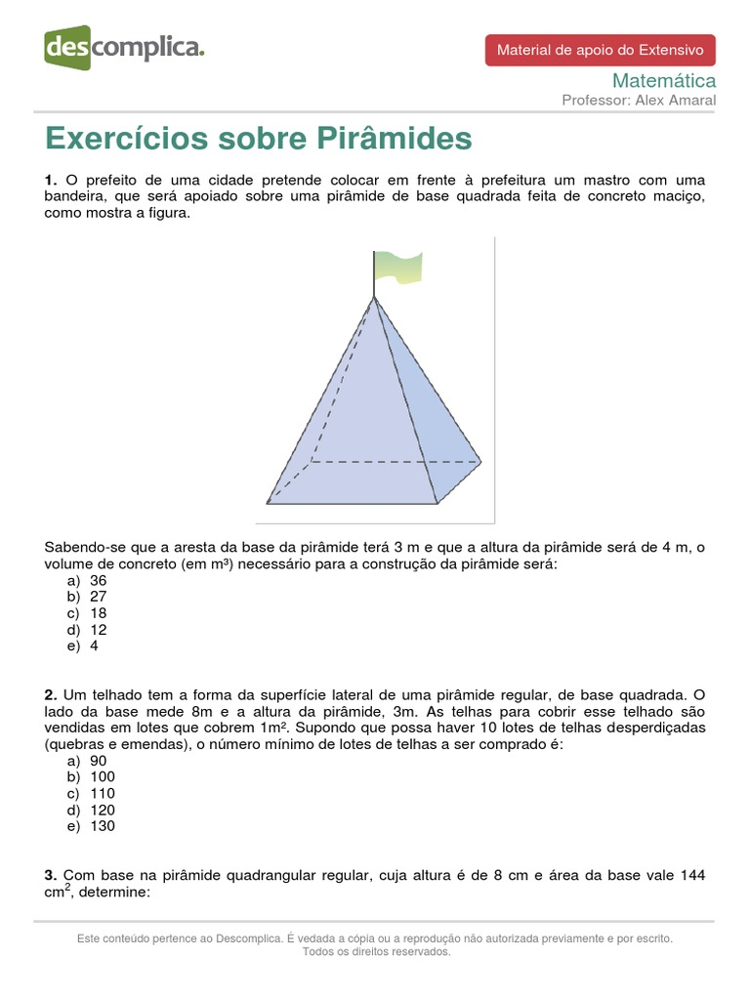 descomplica.
Material de apoio do Extensivo
Matemática
Professor: Alex Amaral
Exercícios sobre Pirâmides
1. O prefeito de uma cidade pretende colocar em frente à prefeitura um mastro com uma
bandeira, que será apoiado sobre uma pirâmide de base quadrada feita de concreto maciço,
como mostra a figura.
Sabendo-se que a aresta da base da pirâmide terá 3 m e que a altura da pirâmide será de 4 m, o
volume de concreto (em m³) necessário para a construção da pirâmide será:
a) 36
b) 27
c) 18
d) 12
e) 4
2. Um telhado tem a forma da superfície lateral de uma pirâmide regular, de base quadrada. O
lado da base mede 8m e a altura da pirâmide, 3m. As telhas para cobrir esse telhado são
vendidas em lotes que cobrem 1m². Supondo que possa haver 10 lotes de telhas desperdiçadas
(quebras e emendas), o número mínimo de lotes de telhas a ser comprado é:
a) 90
b) 100
c) 110
d) 120
e) 130
3. Com base na pirâmide quadrangular regular, cuja altura é de 8 cm e área da base vale 144
cm², determine:
Este conteúdo pertence ao Descomplica. É vedada a cópia ou a reprodução não autorizada previamente e por escrito.
Todos os direitos reservados.